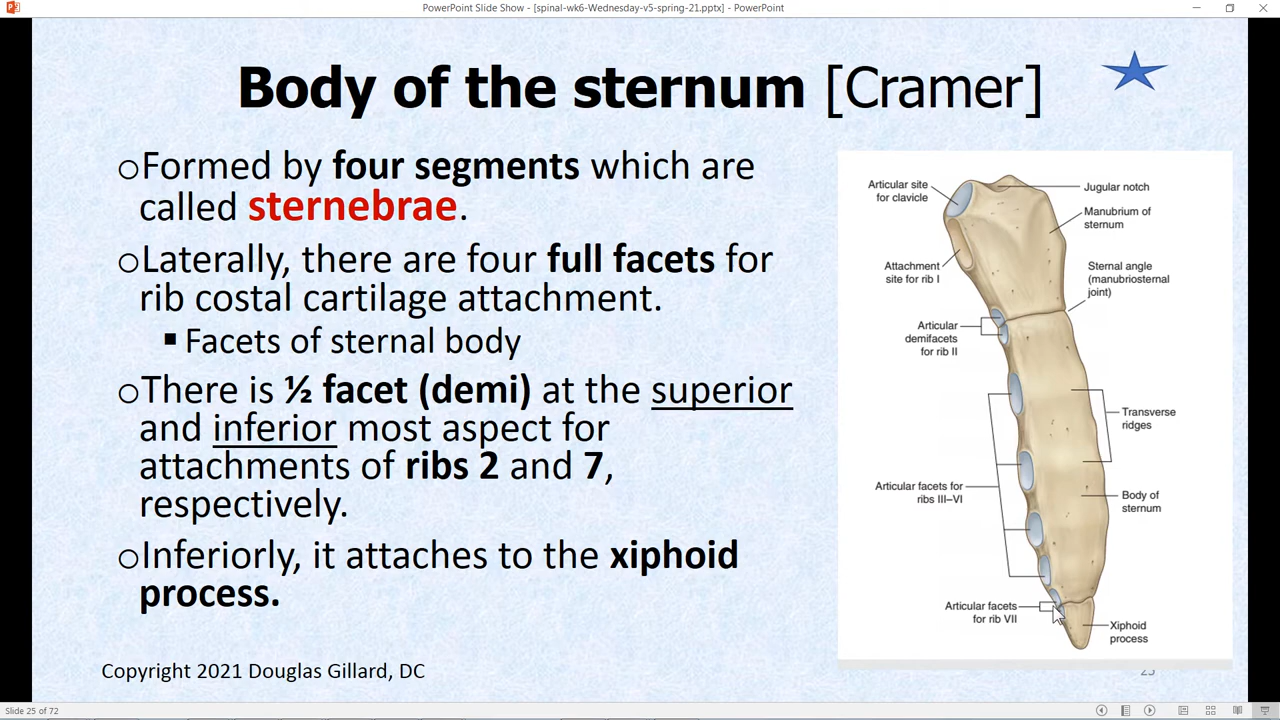 PowerPoint Slide Show - [spinal-wk6-Wednesday-v5-spring-21.pptx] - PowerPoint
Body of the sternum [Cramer]
Formed by four segments which are
called sternebrae.
Laterally, there are four full facets for
rib costal cartilage attachment.
Facets of sternal body
There is ½ facet (demi) at the superior
and inferior most aspect for
attachments of ribs 2 and 7,
respectively.
Inferiorly, it attaches to the xiphoid
process.
Articular site
for clavicle
Jugular notch
Manubrium of
sternum
Attachment
site for rib I
Sternal angle
(manubriosternal
joint)
Articular
demifacets
for rib II
Transverse
ridges
Articular facets for
ribs III–VI
Body of
sternum
Articular facets
for rib VII
Xiphoid
process
Copyright 2021 Douglas Gillard, DC
25
Slide 25 of 72